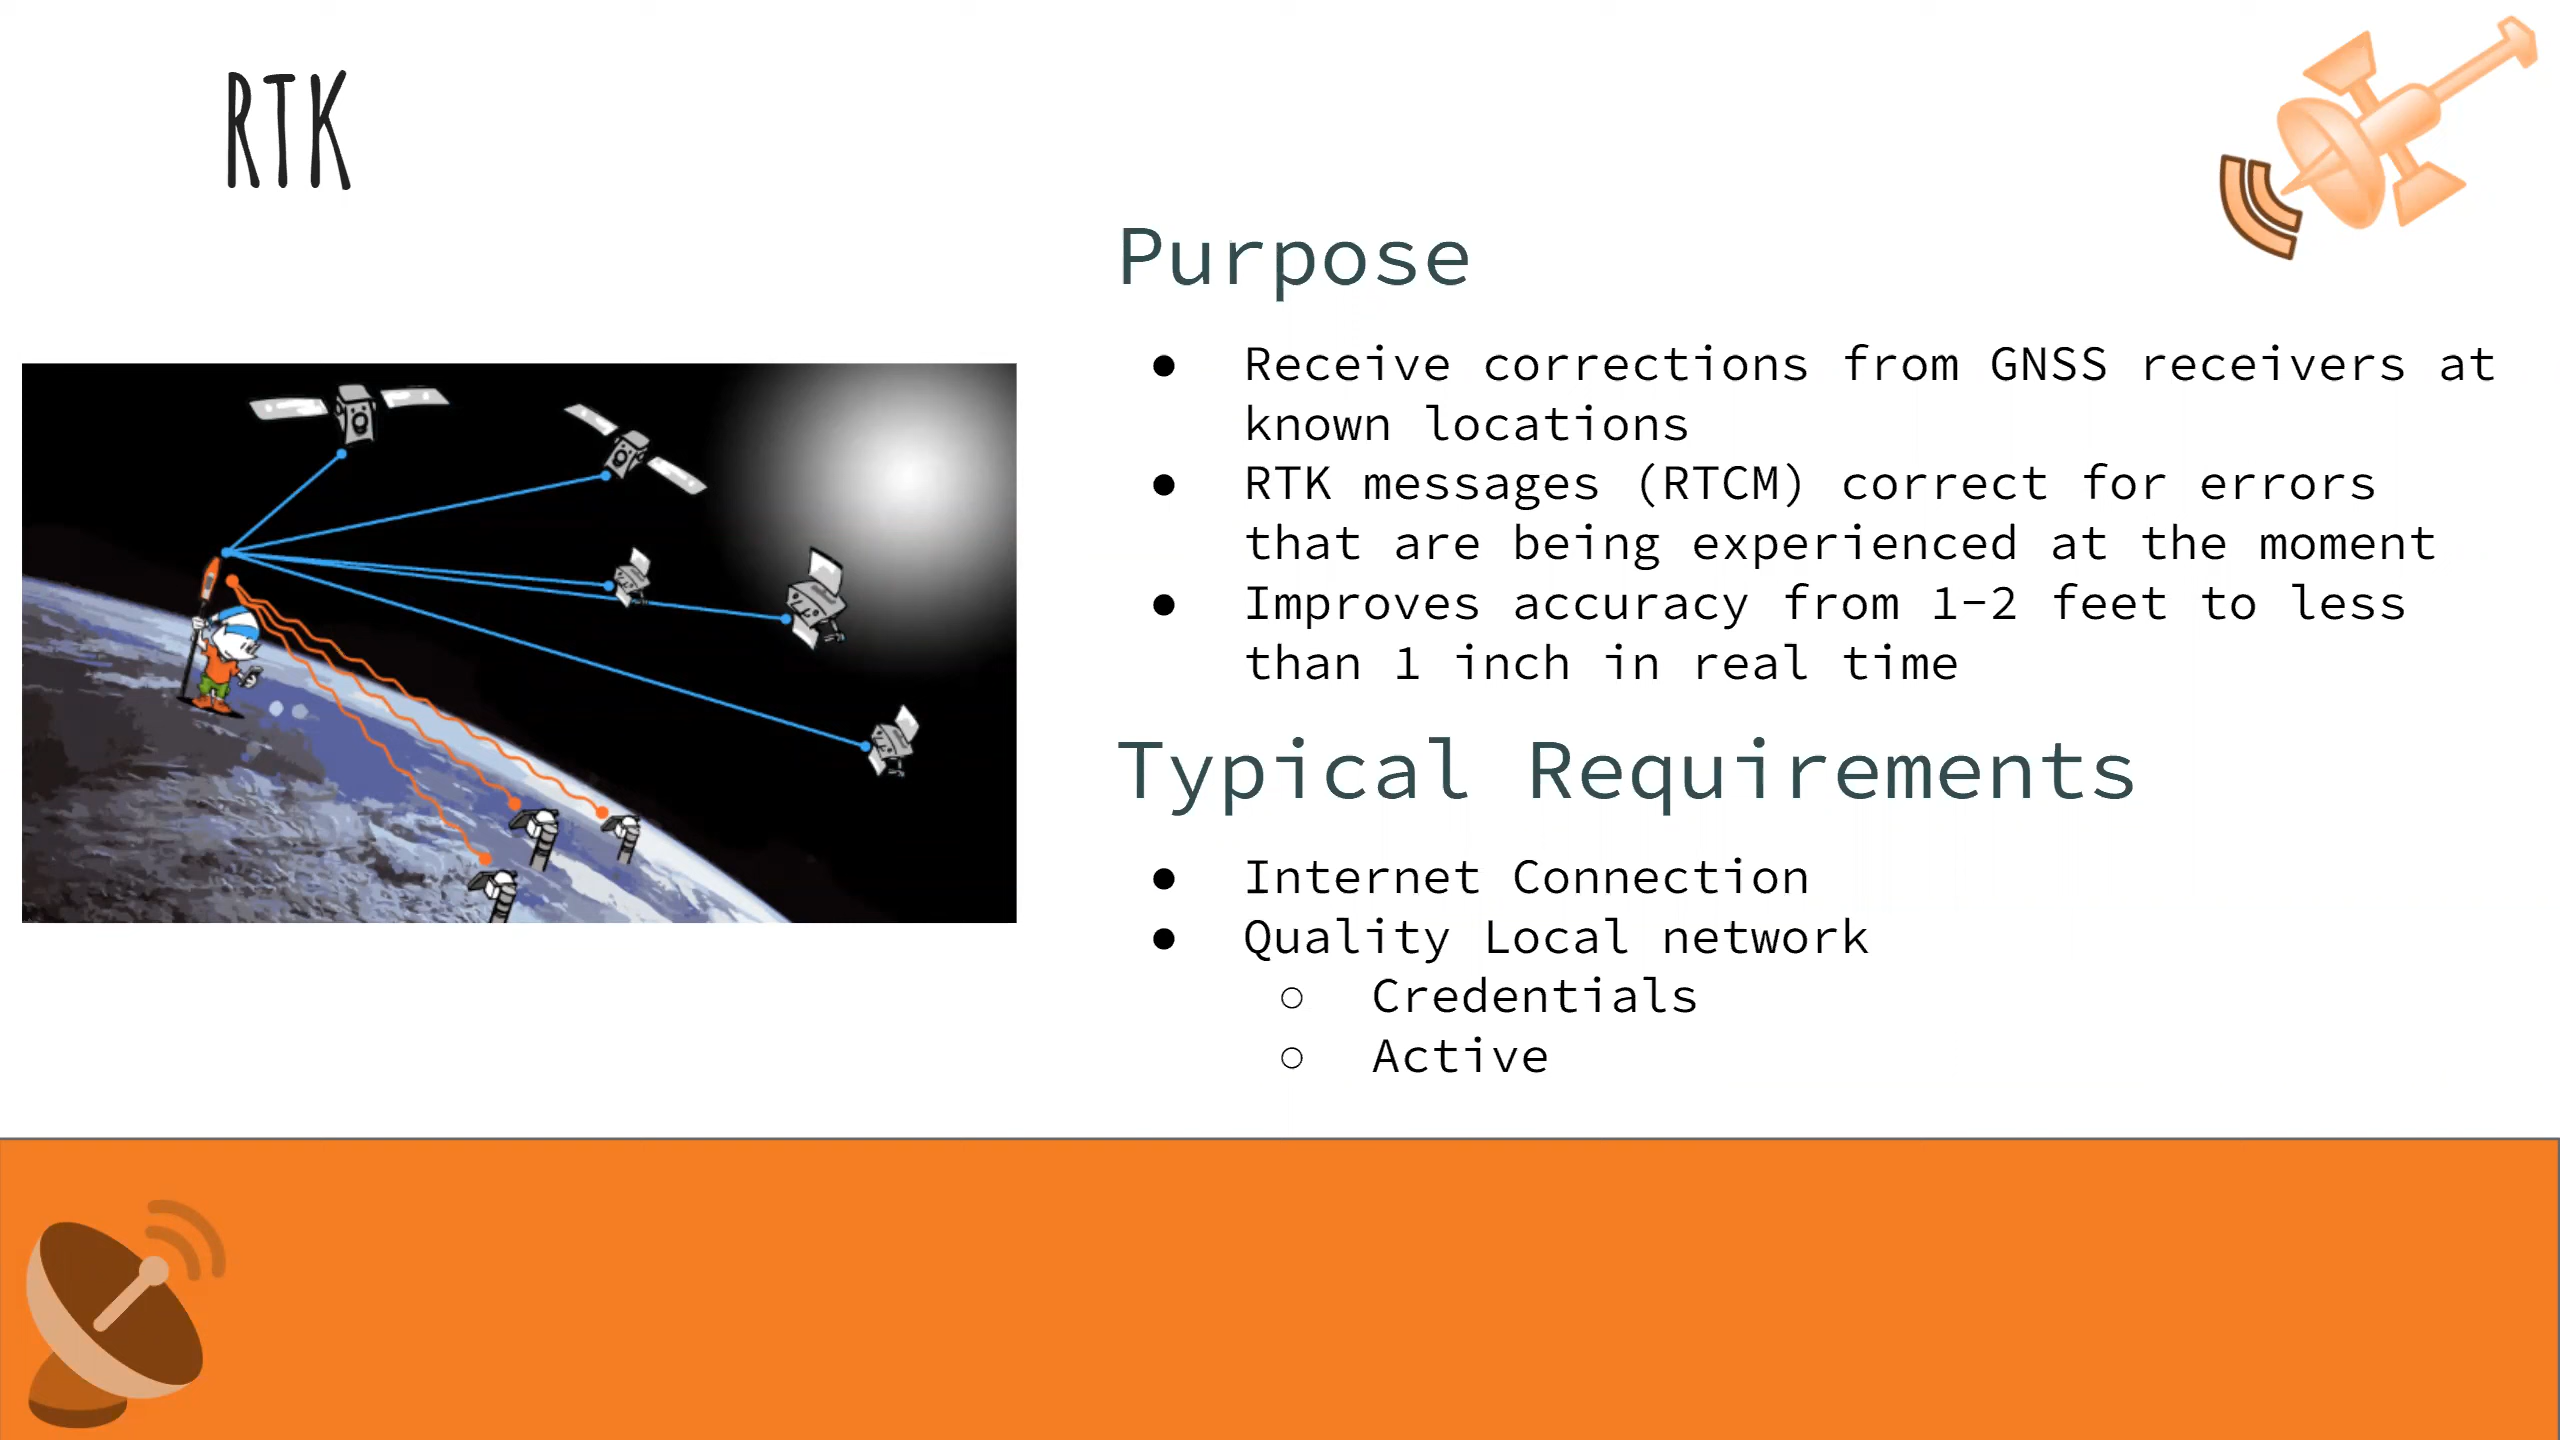 RTK
Purpose
● Receive corrections from GNSS receivers at
known locations
● RTK messages (RTCM) correct for errors
that are being experienced at the moment
● Improves accuracy from 1-2 feet to less
than 1 inch in real time
Typical Requirements
● Internet Connection
● Quality Local network
○ Credentials
○ Active